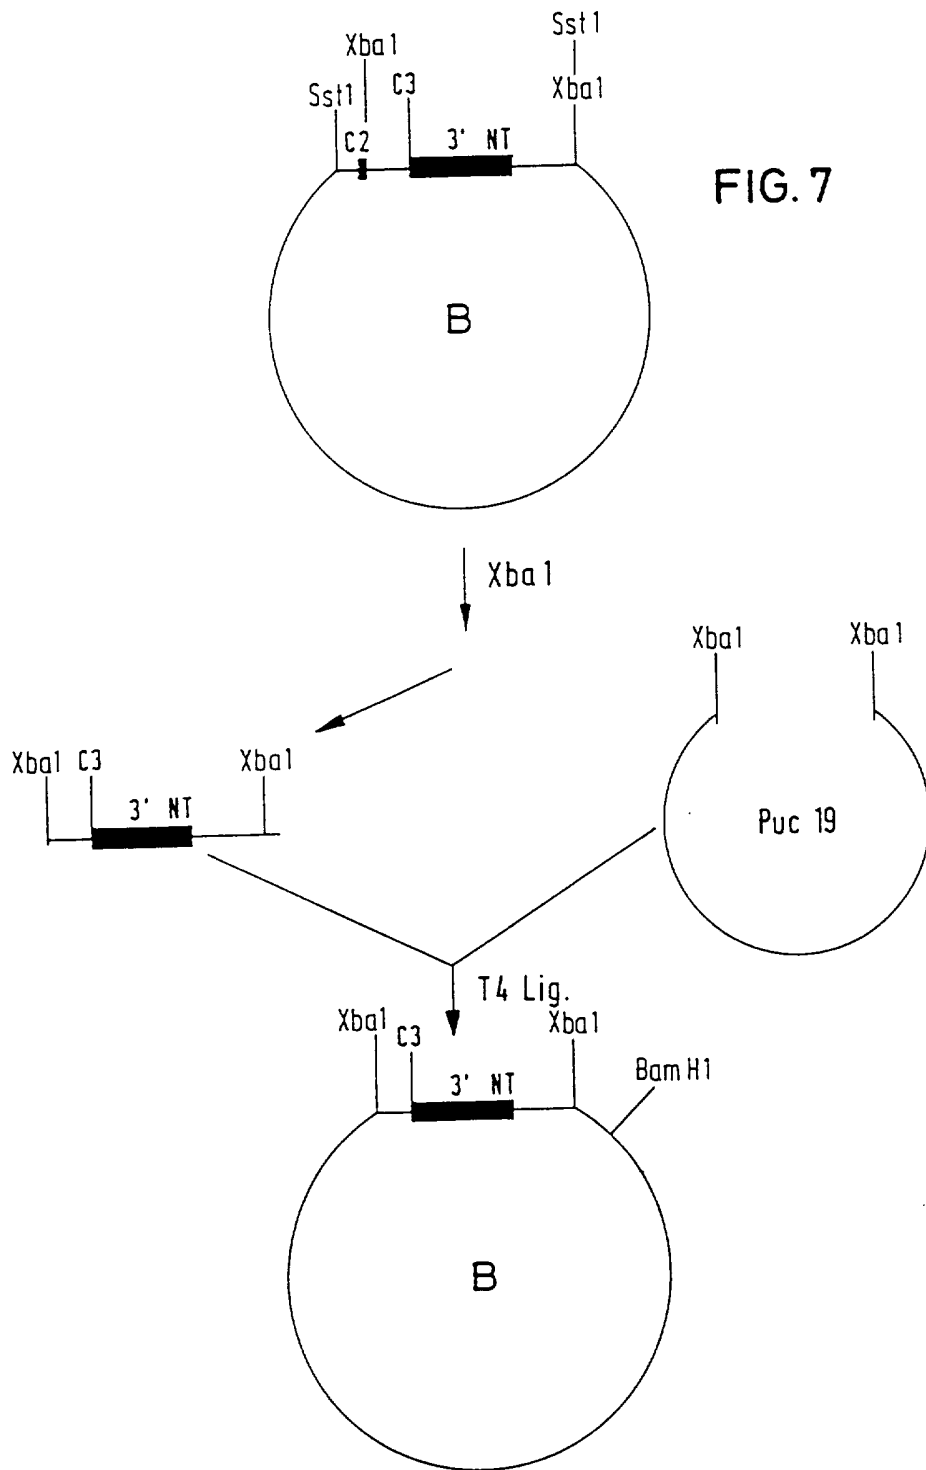 Sst1
Xba1
Xba1
C3
Sst1
C2
3' NT
FIG. 7
B
Xba1
Xba1
Xba1
Xba1
C3
Xba1
3' NT
Puc 19
T4 Lig.
Xba1
C3
Xba1
3' NT
Bam H1
B